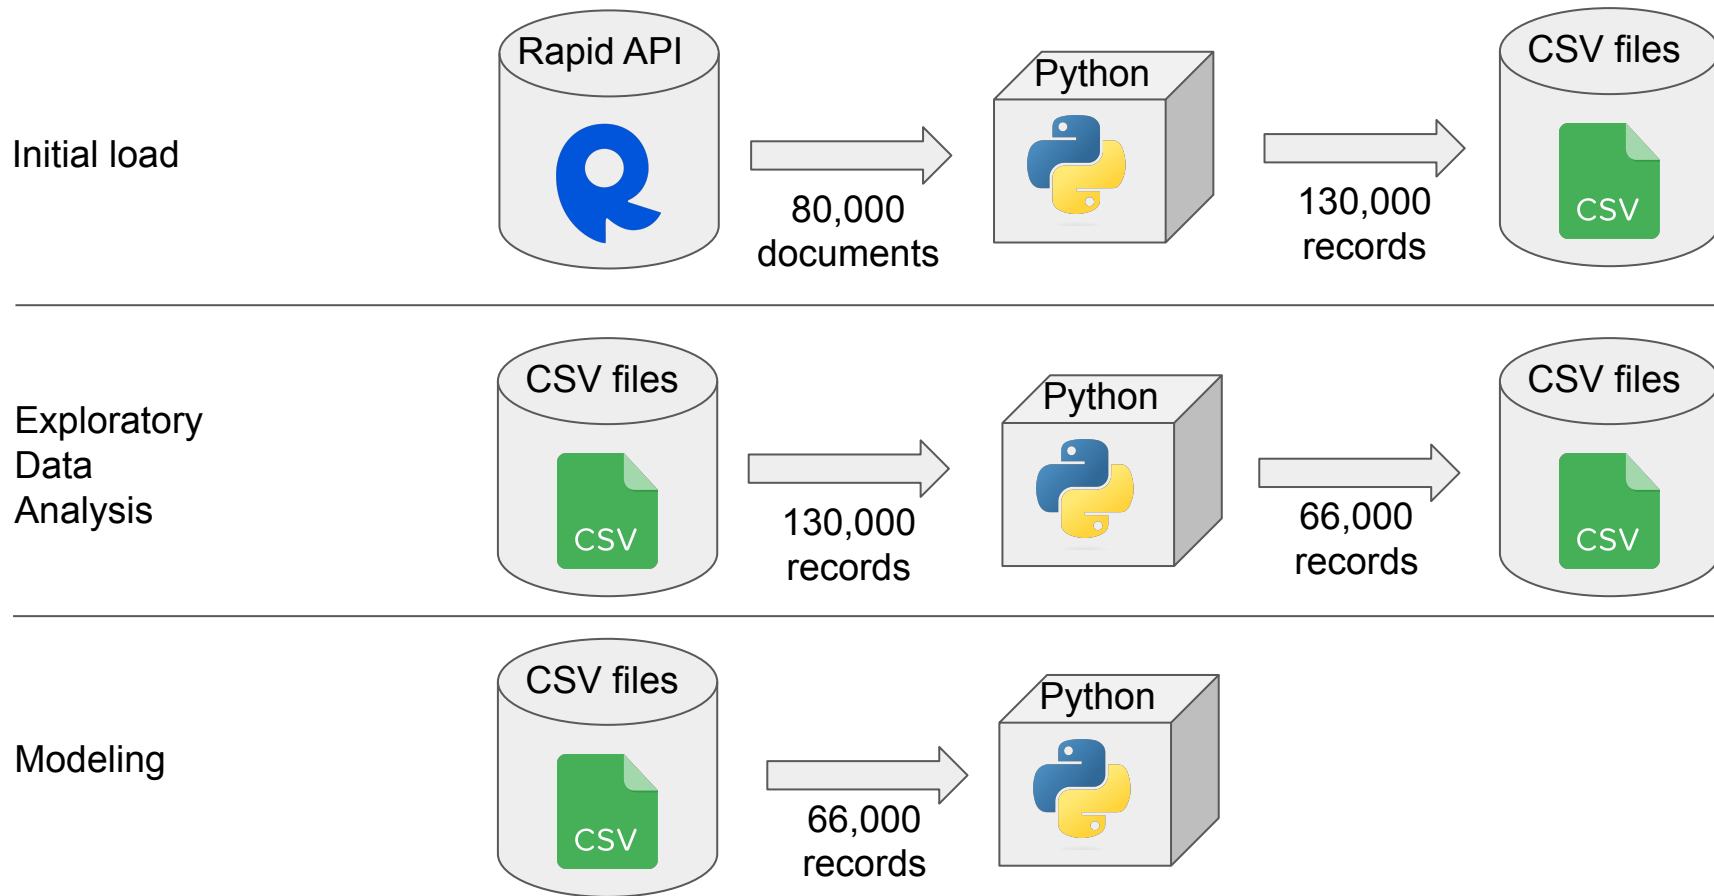 Initial load
Rapid API
80,000
documents
Python
130,000
records
CSV files
CSV
Exploratory
Data
Analysis
CSV files
CSV
130,000
records
Python
66,000
records
CSV files
CSV
Modeling
CSV files
CSV
66,000
records
Python